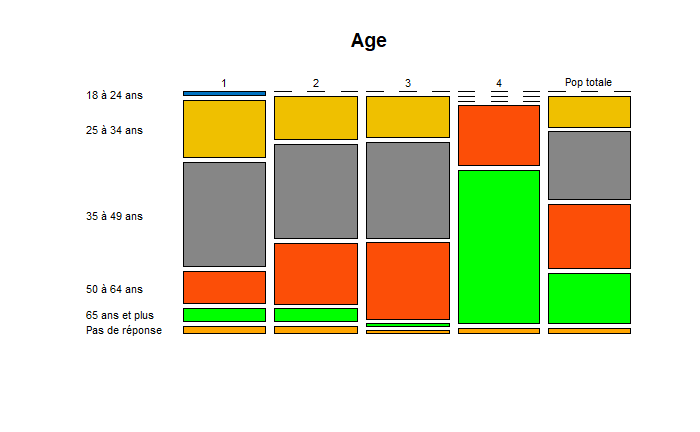 Age
1 2 3 4 Pop totale
18 à 24 ans
25 à 34 ans
35 à 49 ans
50 à 64 ans
65 ans et plus
Pas de réponse